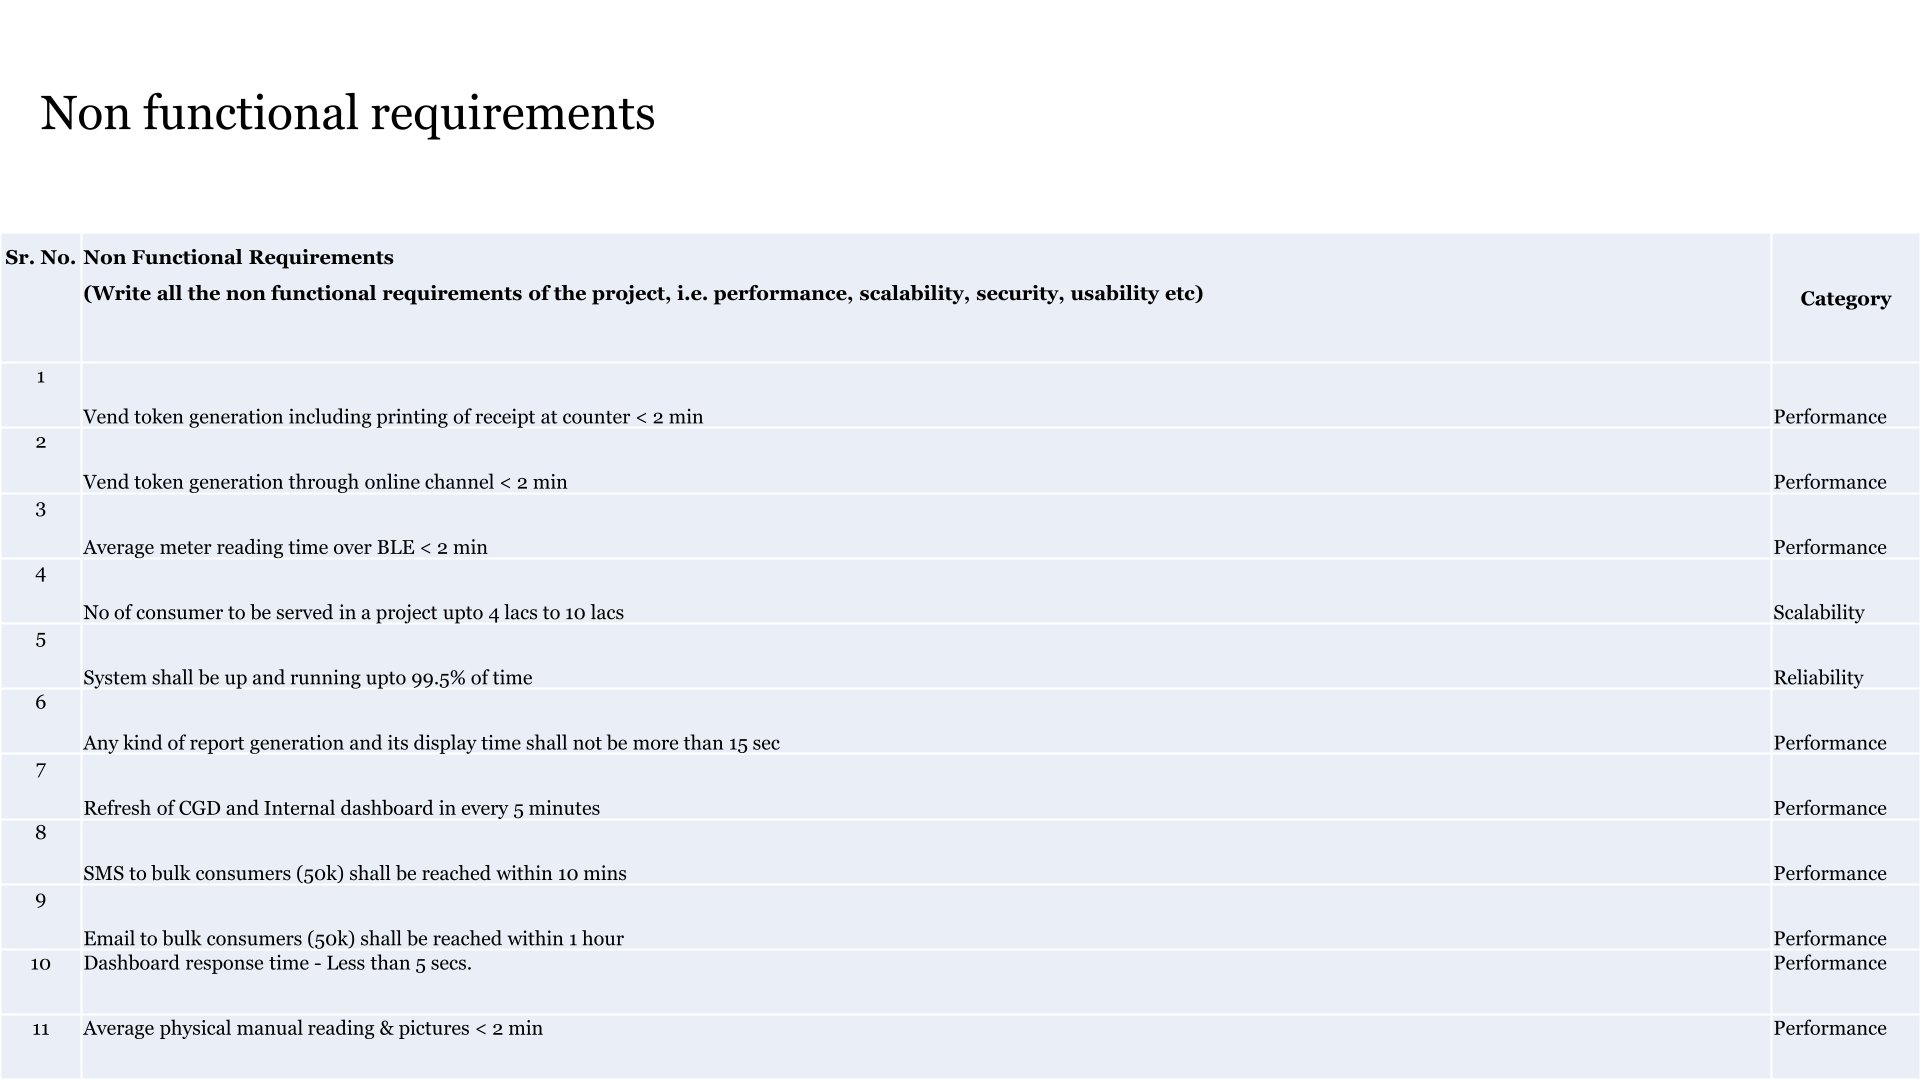 Non functional requirements
Sr. No. Non Functional Requirements
(Write all the non functional requirements of the project, i.e. performance, scalability, security, usability etc)
Category
1
Vend token generation including printing of receipt at counter < 2 min Performance
2
Vend token generation through online channel < 2 min Performance
3
Average meter reading time over BLE < 2 min Performance
4
No of consumer to be served in a project upto 4 lacs to 10 lacs Scalability
5
System shall be up and running upto 99.5% of time Reliability
6
Any kind of report generation and its display time shall not be more than 15 sec Performance
7
Refresh of CGD and Internal dashboard in every 5 minutes Performance
8
SMS to bulk consumers (50k) shall be reached within 10 mins Performance
9
Email to bulk consumers (50k) shall be reached within 1 hour Performance
10 Dashboard response time - Less than 5 secs. Performance
11 Average physical manual reading & pictures < 2 min Performance